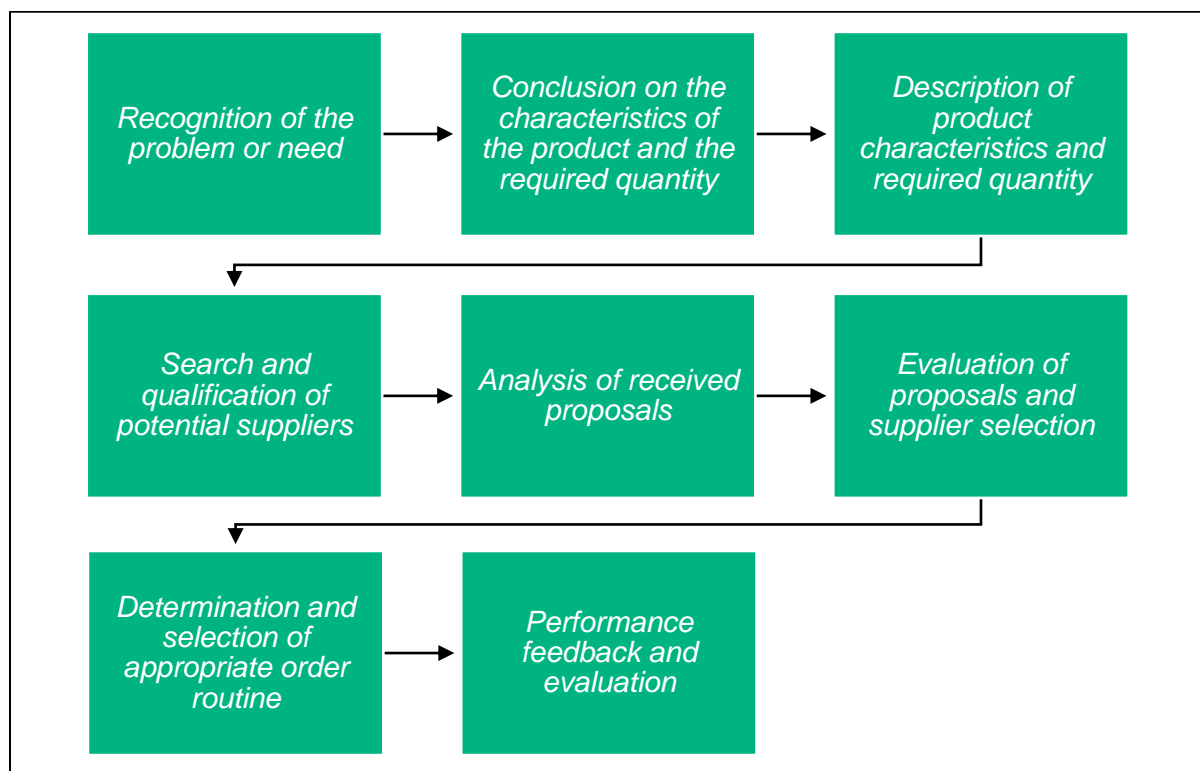 Recognition of the
problem or need
Conclusion on the
characteristics of
the product and the
required quantity
Description of
product
characteristics and
required quantity
Search and
qualification of
potential suppliers
Analysis of received
proposals
Evaluation of
proposals and
supplier selection
Determination and
selection of
appropriate order
routine
Performance
feedback and
evaluation